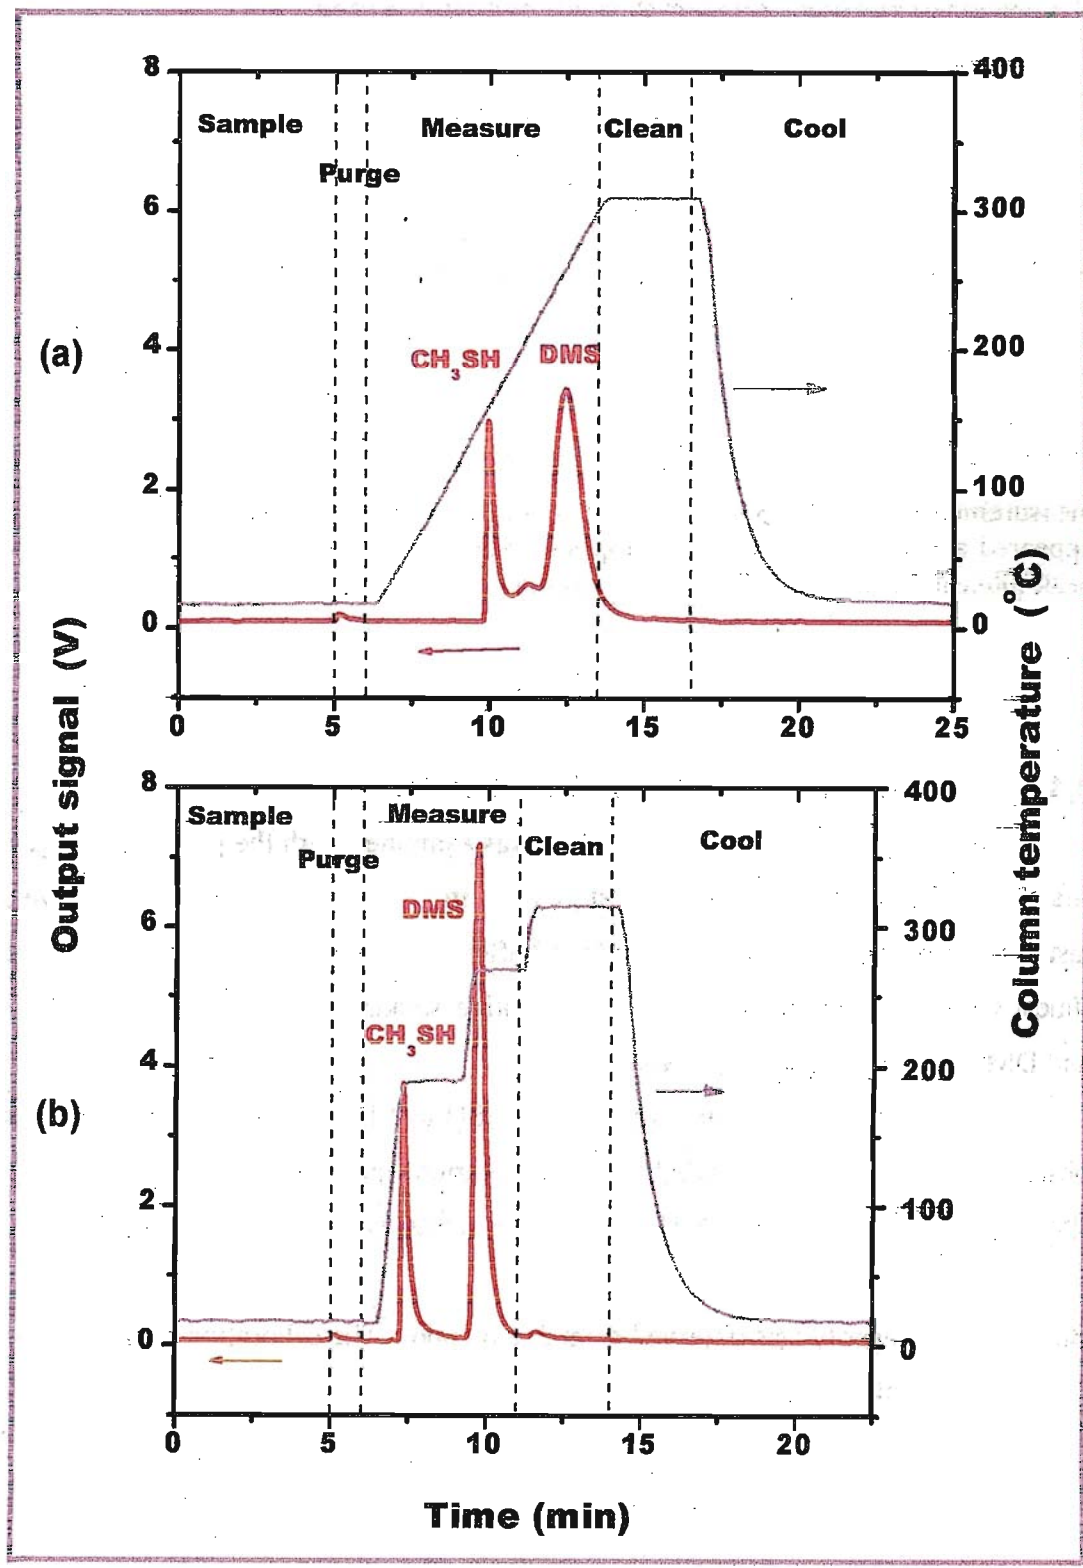 8
400
Sample
Measure
Clean
Cool
Purge
6
300
(a)
4
CH3SH
DMS
200
2
100
0
0
0
5
10
15
20
25
Output signal (V)
Column temperature (°C)
8
400
Sample
Measure
Clean
Cool
Purge
DMS
6
300
CH3SH
4
200
(b)
2
100
0
0
0
5
10
15
20
Time (min)